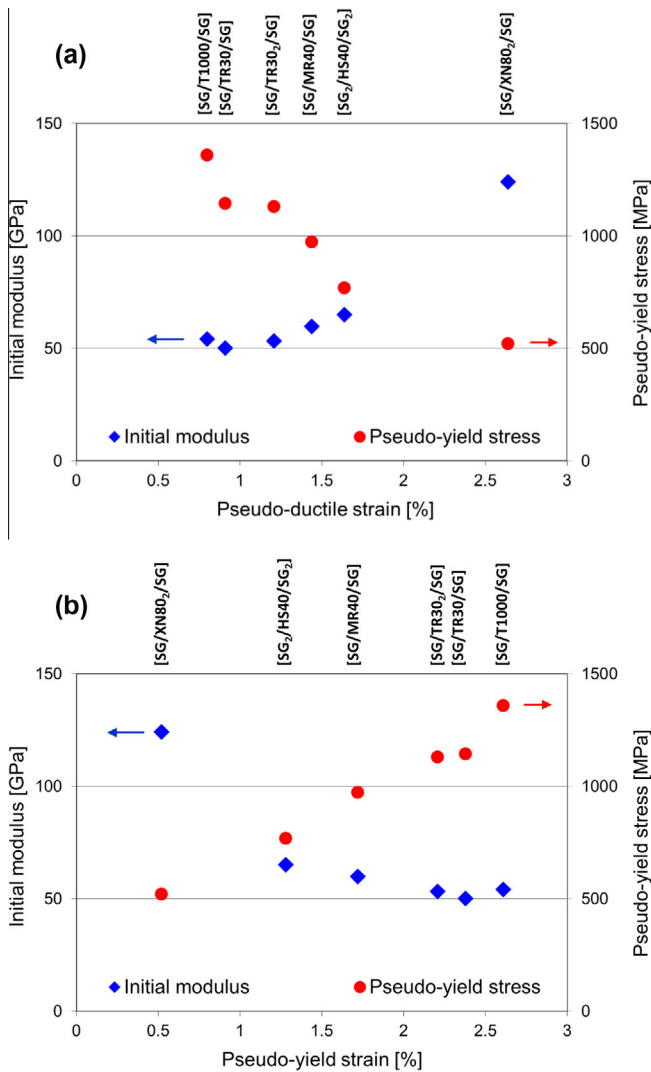 (a)
[SG/T1000/SG]
[SG/TR30/SG]
[SG/TR30₂/SG]
[SG/MR40/SG]
[SG₂/HS40/SG₂]
[SG/XN80₂/SG]
150
100
50
0
Initial modulus [GPa]
1500
1000
500
0
Pseudo-yield stress [MPa]
Initial modulus
Pseudo-yield stress
0 0.5 1 1.5 2 2.5 3
Pseudo-ductile strain [%]
(b)
[SG/XN80₂/SG]
[SG₂/HS40/SG₂]
[SG/MR40/SG]
[SG/TR30₂/SG]
[SG/TR30/SG]
[SG/T1000/SG]
150
100
50
0
Initial modulus [GPa]
1500
1000
500
0
Pseudo-yield stress [MPa]
Initial modulus
Pseudo-yield stress
0 0.5 1 1.5 2 2.5 3
Pseudo-yield strain [%]